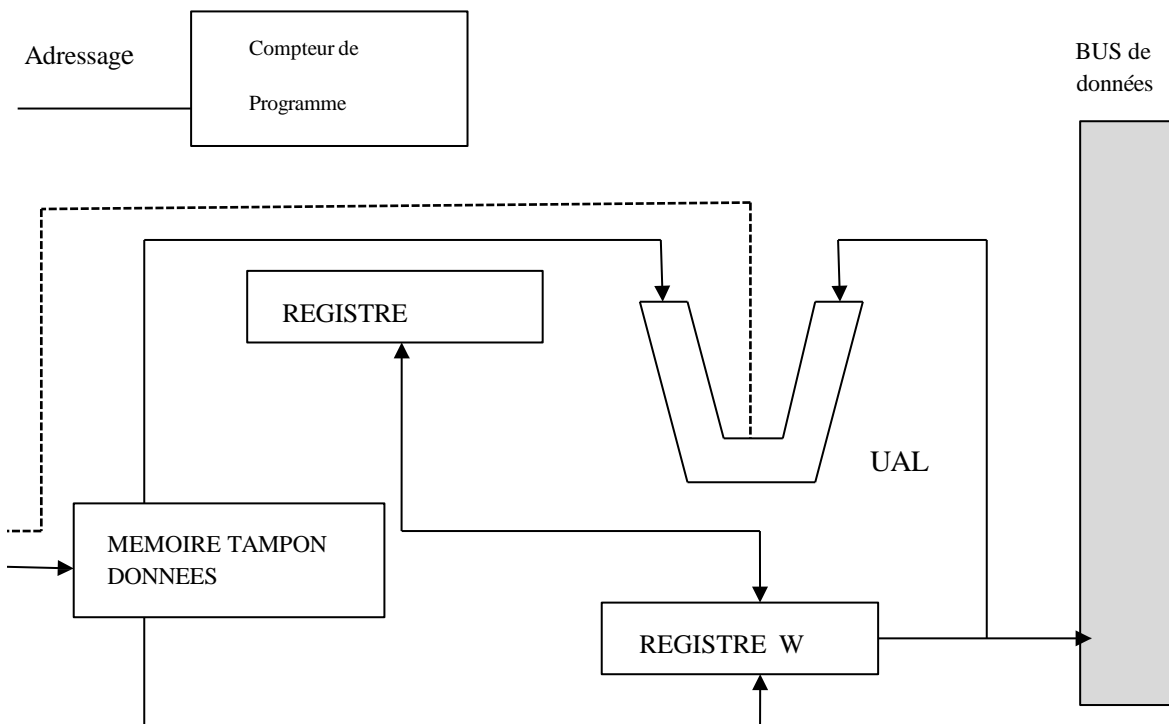 Adressage
Compteur de
Programme
BUS de
données
REGISTRE
UAL
MEMOIRE TAMPON
DONNEES
REGISTRE W